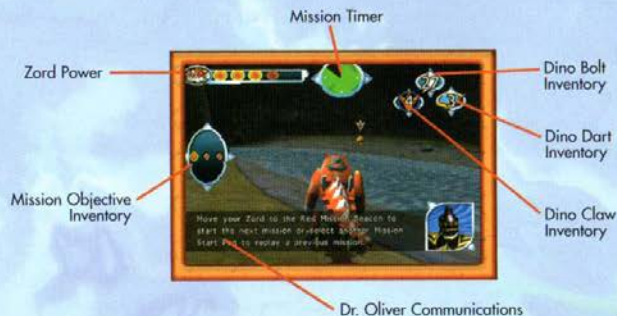 Mission Timer
Zord Power
Dino Bolt
Inventory
Dino Dart
Inventory
Mission Objective
Inventory
Dino Claw
Inventory
Move your Zord to the Red Mission Beacon to
start the next mission or select another Mission
Start Pad to replay a previous mission.
Dr. Oliver Communications